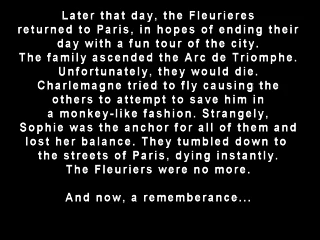 Later that day, the Fleurieres
returned to Paris, in hopes of ending their
day with a fun tour of the city.
The family ascended the Arc de Triomphe.
Unfortunately, they would die.
Charlemagne tried to fly causing the
others to attempt to save him in
a monkey-like fashion. Strangely,
Sophie was the anchor for all of them and
lost her balance. They tumbled down to
the streets of Paris, dying instantly.
The Fleuriers were no more.
And now, a rememberance...